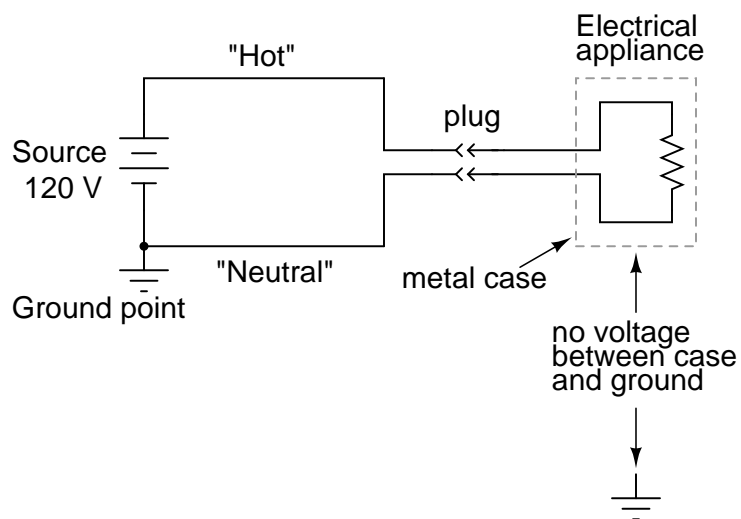 Electrical
appliance
"Hot"
plug
Source
120 V
"Neutral"
metal case
Ground point
no voltage
between case
and ground